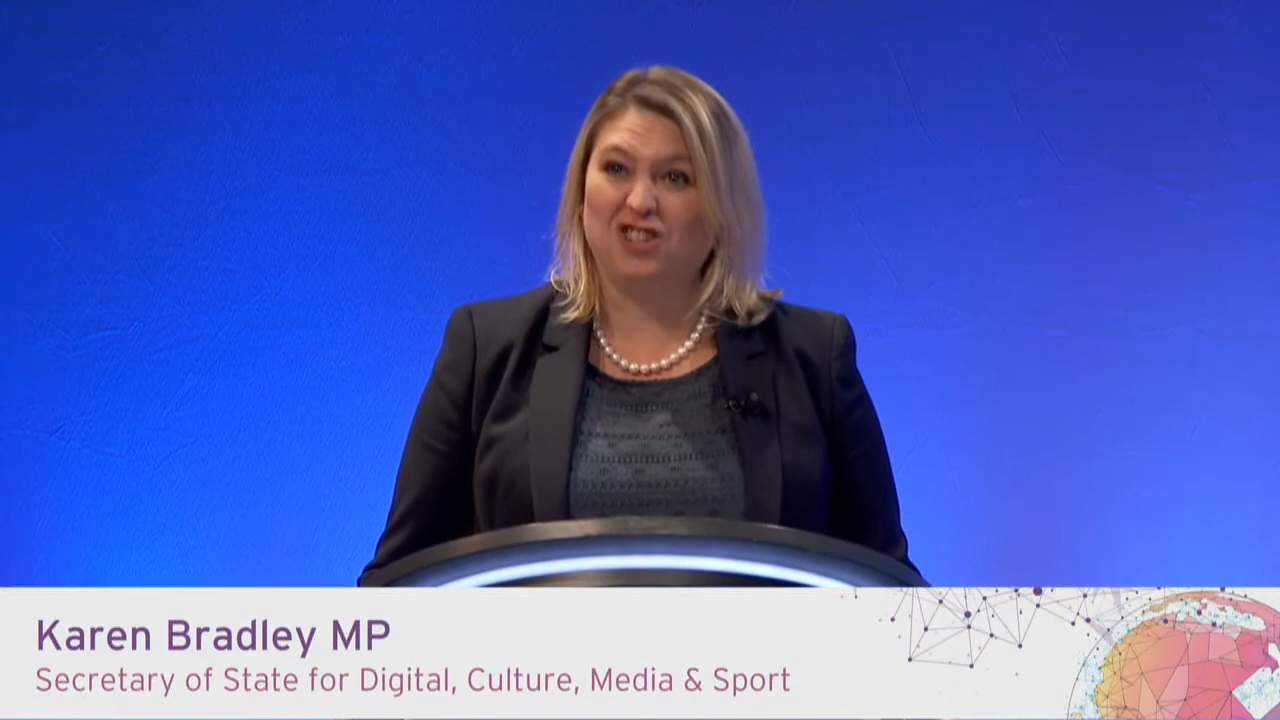 Karen Bradley MP
Secretary of State for Digital, Culture, Media & Sport